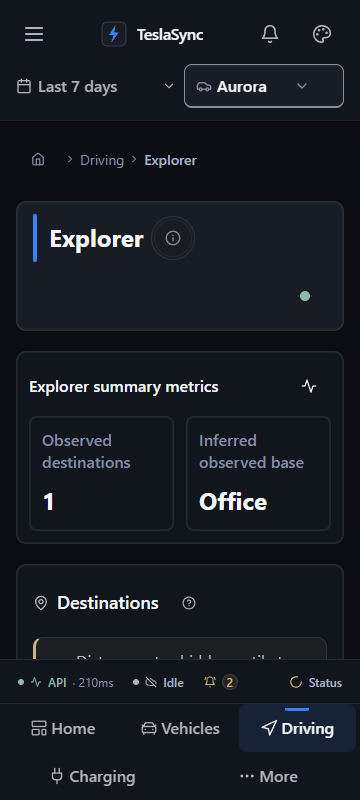 TeslaSync
Last 7 days
Aurora
Driving
Explorer
Explorer
Explorer summary metrics
Observed destinations
1
Inferred observed base
Office
Destinations
API · 210ms
Idle
2
Status
Home
Vehicles
Driving
Charging
More